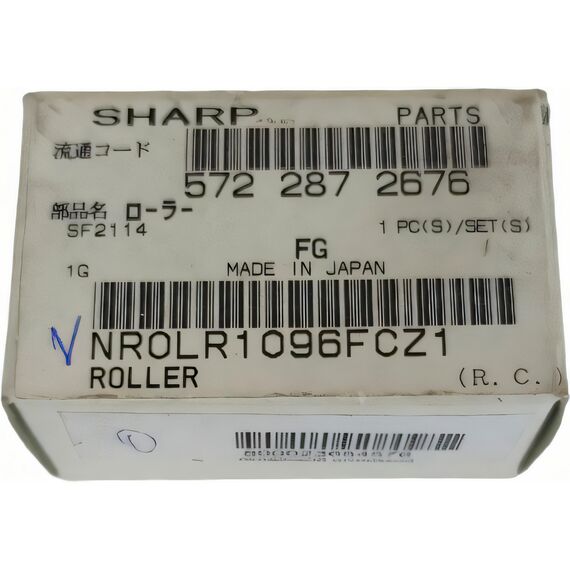 SHARP PARTS
流通コード
572 287 2676
部品名 ローラー
SF2114 1 PC(S)/SET(S)
FG
1G MADE IN JAPAN
NROLR1096FCZ1
ROLLER (R. C. )